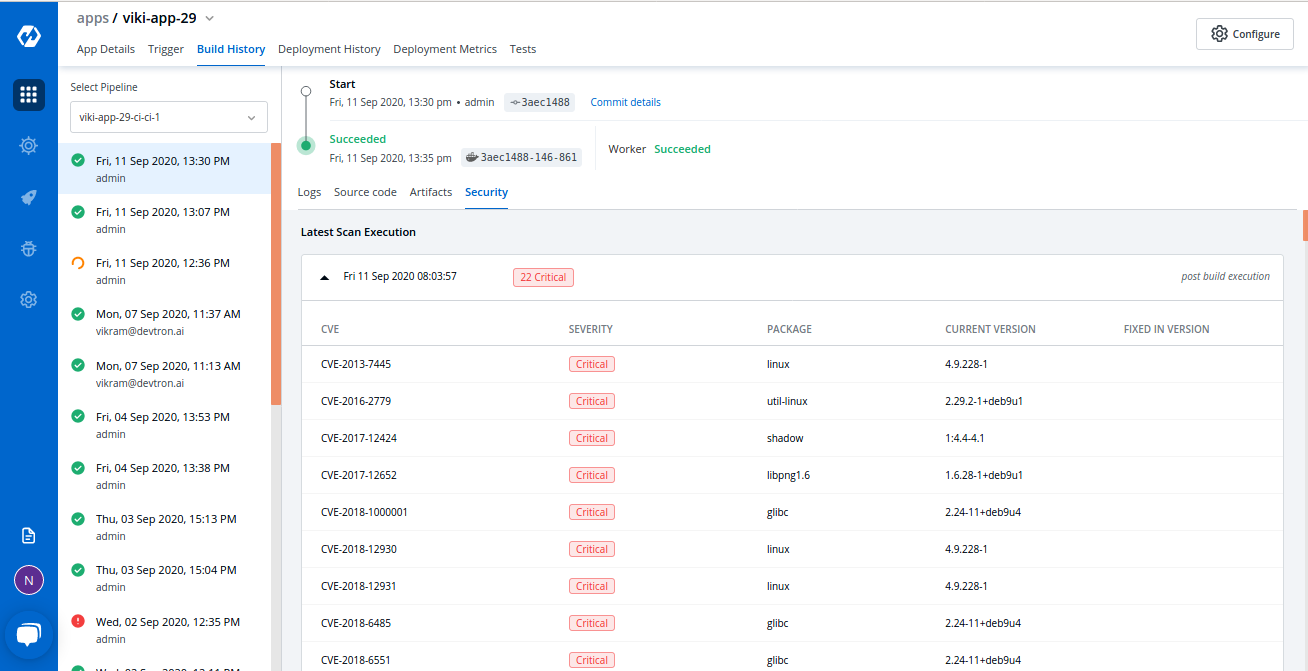 apps / viki-app-29
Configure
App Details Trigger Build History Deployment History Deployment Metrics Tests
Select Pipeline
viki-app-29-ci-ci-1
Fri, 11 Sep 2020, 13:30 PM
admin
Fri, 11 Sep 2020, 13:07 PM
admin
Fri, 11 Sep 2020, 12:36 PM
admin
Mon, 07 Sep 2020, 11:37 AM
vikram@devtron.ai
Mon, 07 Sep 2020, 11:13 AM
vikram@devtron.ai
Fri, 04 Sep 2020, 13:53 PM
admin
Fri, 04 Sep 2020, 13:38 PM
admin
Thu, 03 Sep 2020, 15:13 PM
admin
Thu, 03 Sep 2020, 15:04 PM
admin
Wed, 02 Sep 2020, 12:35 PM
admin
N
Start
Fri, 11 Sep 2020, 13:30 pm • admin 3aec1488 Commit details
Succeeded
Fri, 11 Sep 2020, 13:35 pm 3aec1488-146-861
Worker Succeeded
Logs Source code Artifacts Security
Latest Scan Execution
Fri 11 Sep 2020 08:03:57 22 Critical post build execution
CVE SEVERITY PACKAGE CURRENT VERSION FIXED IN VERSION
CVE-2013-7445 Critical linux 4.9.228-1
CVE-2016-2779 Critical util-linux 2.29.2-1+deb9u1
CVE-2017-12424 Critical shadow 1:4.4-4.1
CVE-2017-12652 Critical libpng1.6 1.6.28-1+deb9u1
CVE-2018-1000001 Critical glibc 2.24-11+deb9u4
CVE-2018-12930 Critical linux 4.9.228-1
CVE-2018-12931 Critical linux 4.9.228-1
CVE-2018-6485 Critical glibc 2.24-11+deb9u4
CVE-2018-6551 Critical glibc 2.24-11+deb9u4